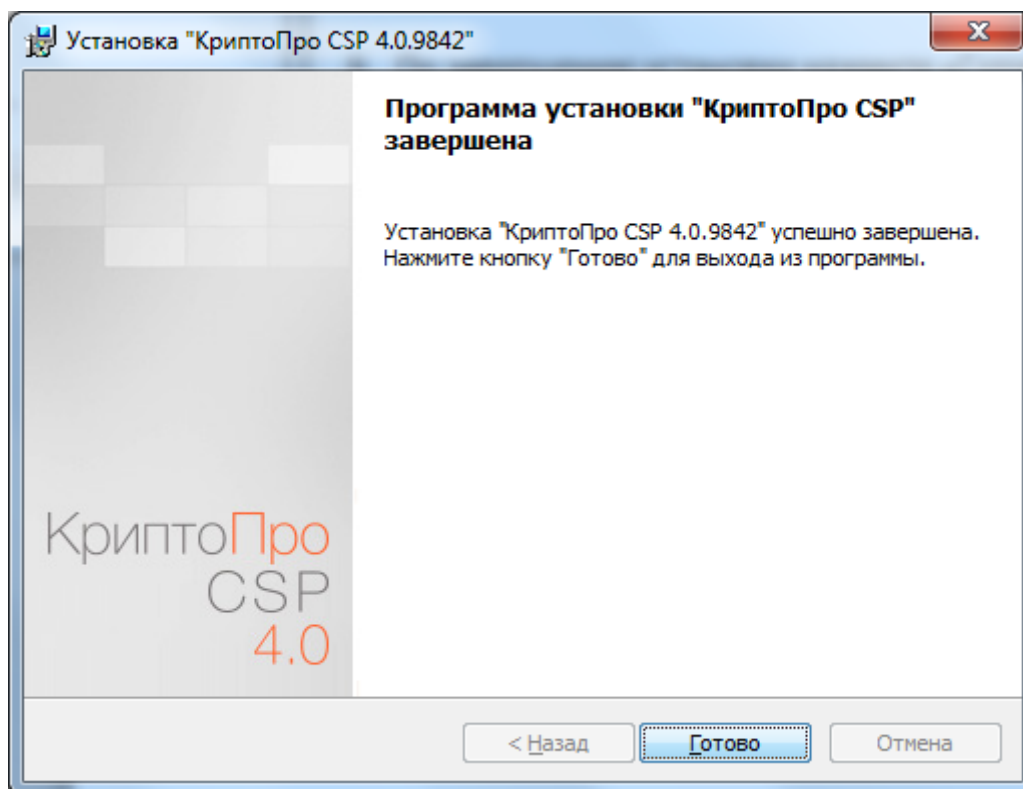 Установка "КриптоПро CSP 4.0.9842"
Программа установки "КриптоПро CSP"
завершена
Установка "КриптоПро CSP 4.0.9842" успешно завершена.
Нажмите кнопку "Готово" для выхода из программы.
КриптоПро
CSP
4.0
< Назад
Готово
Отмена